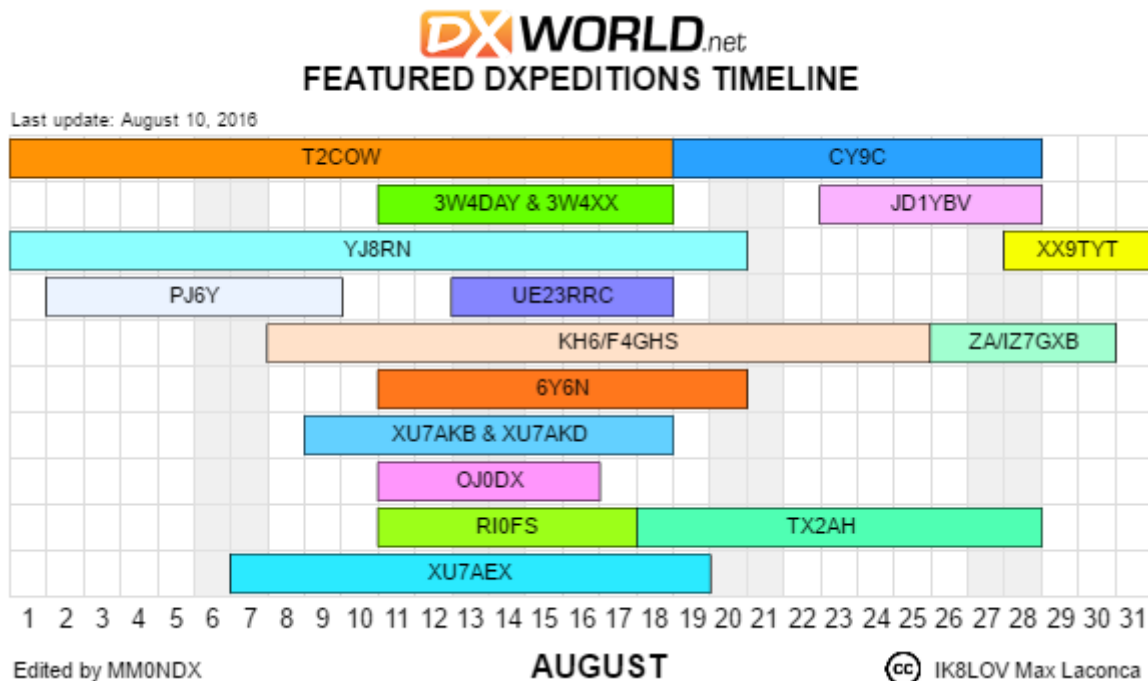 DX WORLD.net
FEATURED DXPEDITIONS TIMELINE
Last update: August 10, 2016
T2COW CY9C
3W4DAY & 3W4XX JD1YBV
YJ8RN XX9TYT
PJ6Y UE23RRC
KH6/F4GHS ZA/IZ7GXB
6Y6N
XU7AKB & XU7AKD
OJ0DX
RI0FS TX2AH
XU7AEX
1 2 3 4 5 6 7 8 9 10 11 12 13 14 15 16 17 18 19 20 21 22 23 24 25 26 27 28 29 30 31
Edited by MM0NDX AUGUST cc IK8LOV Max Laconca